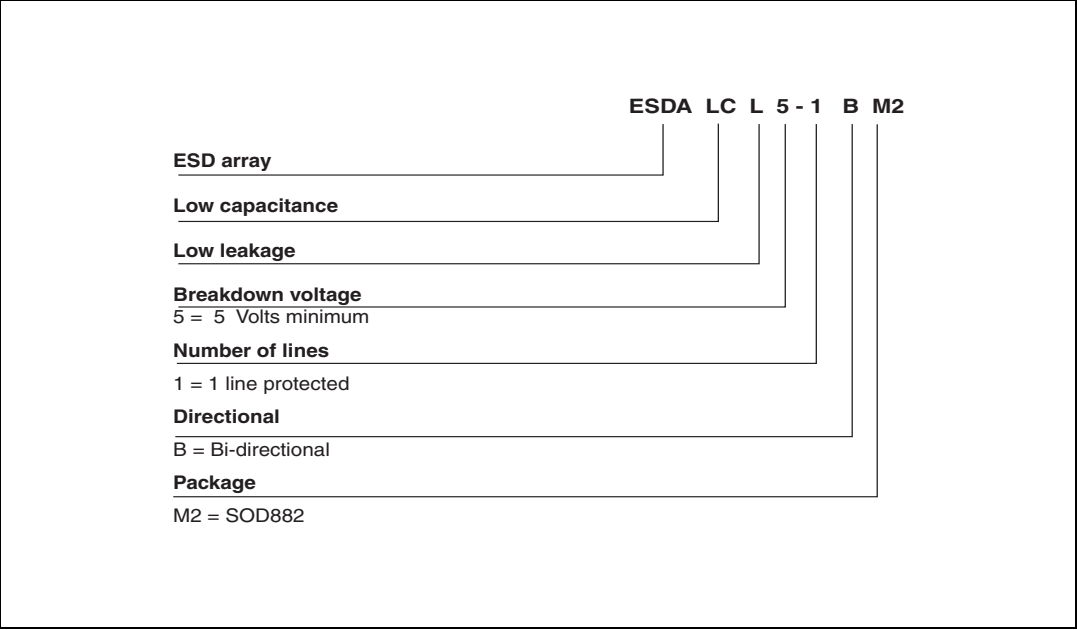 ESDA LC L 5 - 1 B M2
ESD array
Low capacitance
Low leakage
Breakdown voltage
5 = 5 Volts minimum
Number of lines
1 = 1 line protected
Directional
B = Bi-directional
Package
M2 = SOD882